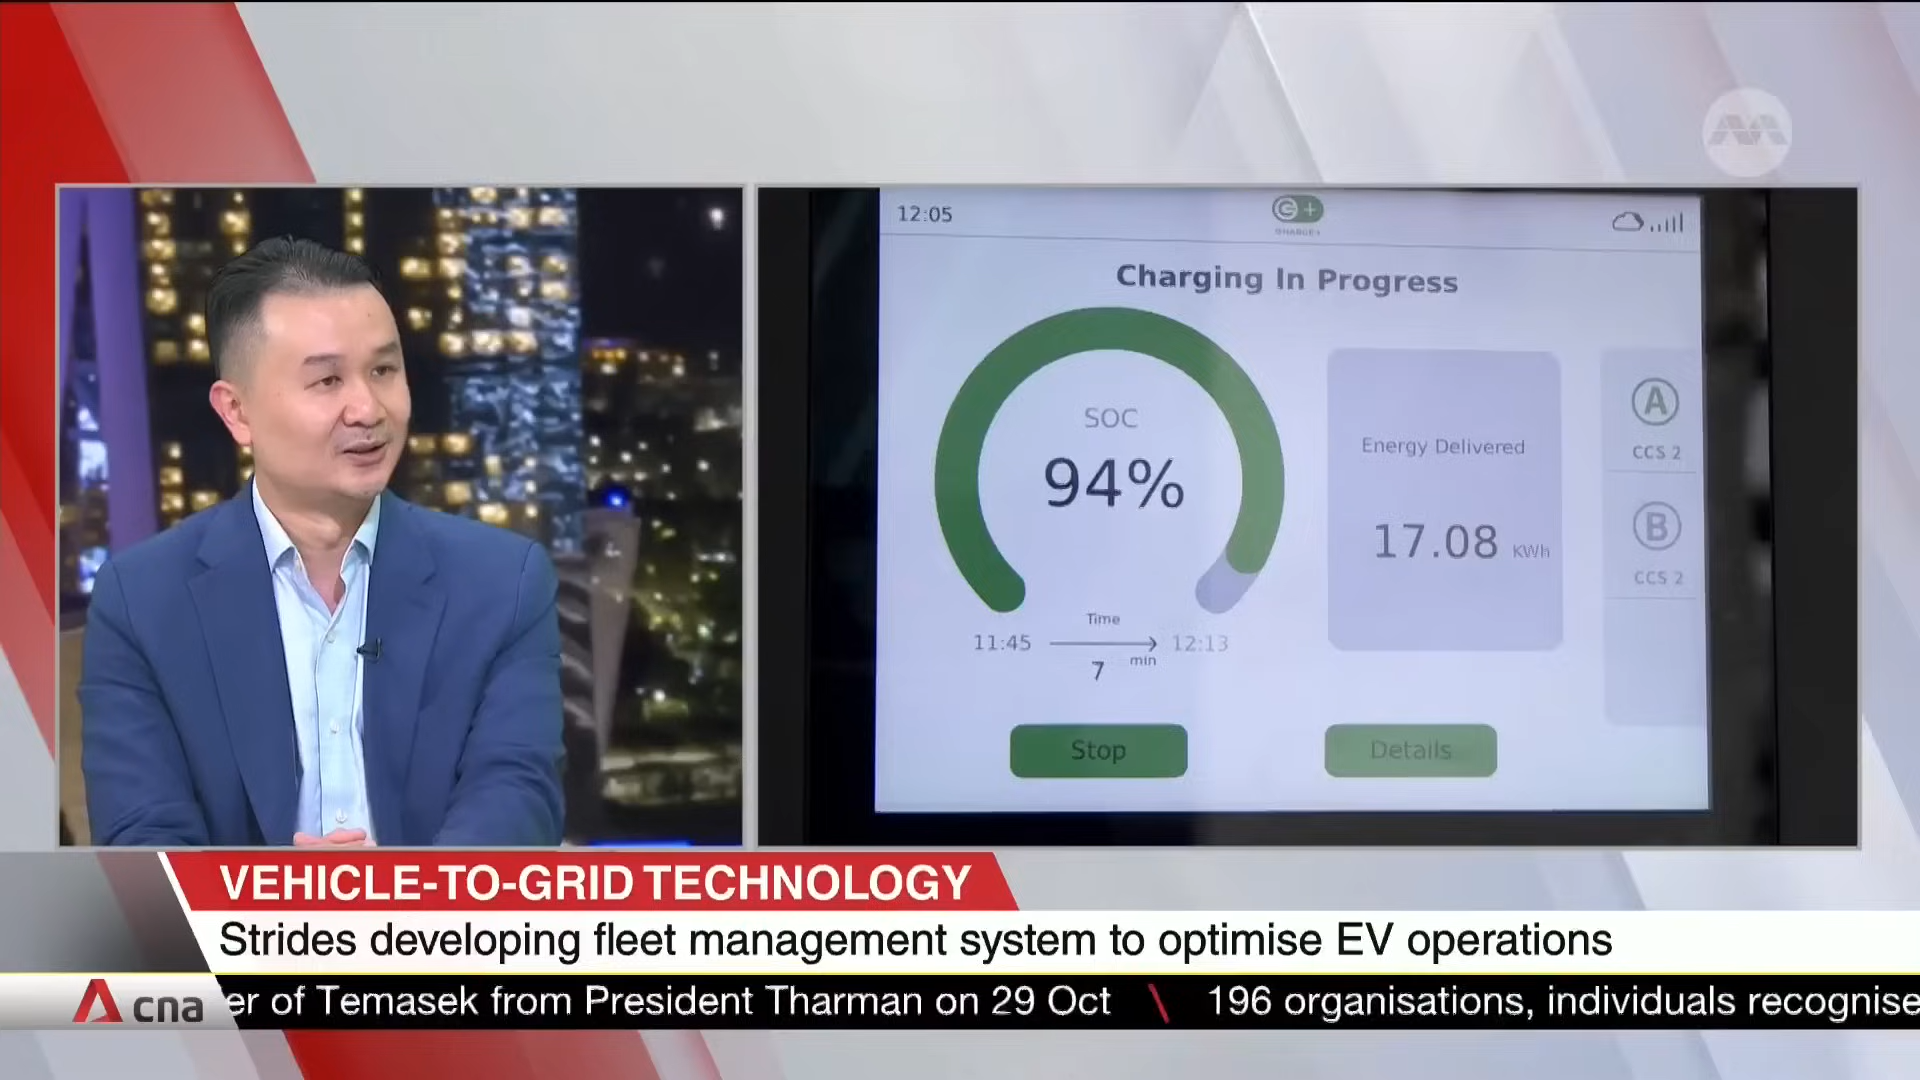 12:05
CHARGE+
Charging In Progress
SOC
94%
Energy Delivered
17.08 KWh
A
CCS 2
B
CCS 2
Time
11:45 12:13
7 min
Stop Details
VEHICLE-TO-GRID TECHNOLOGY
Strides developing fleet management system to optimise EV operations
cna er of Temasek from President Tharman on 29 Oct \ 196 organisations, individuals recognise